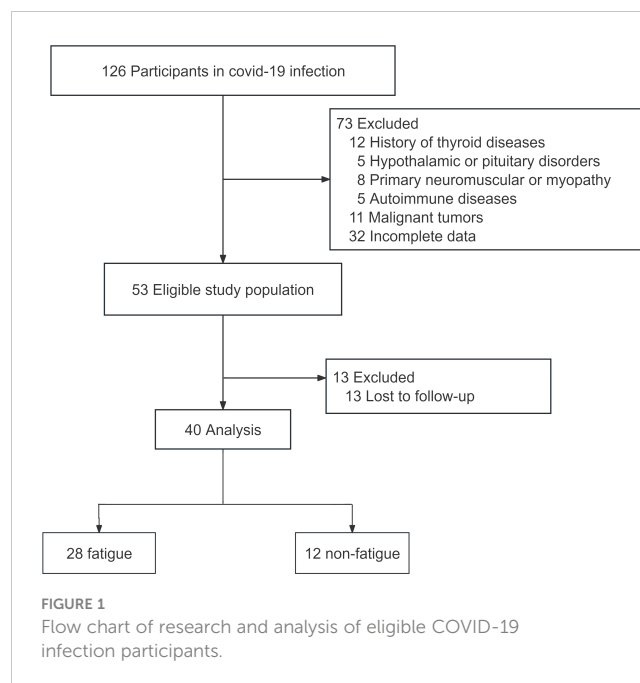 126 Participants in covid-19 infection
73 Excluded
12 History of thyroid diseases
5 Hypothalamic or pituitary disorders
8 Primary neuromuscular or myopathy
5 Autoimmune diseases
11 Malignant tumors
32 Incomplete data
53 Eligible study population
13 Excluded
13 Lost to follow-up
40 Analysis
28 fatigue
12 non-fatigue
FIGURE 1
Flow chart of research and analysis of eligible COVID-19
infection participants.